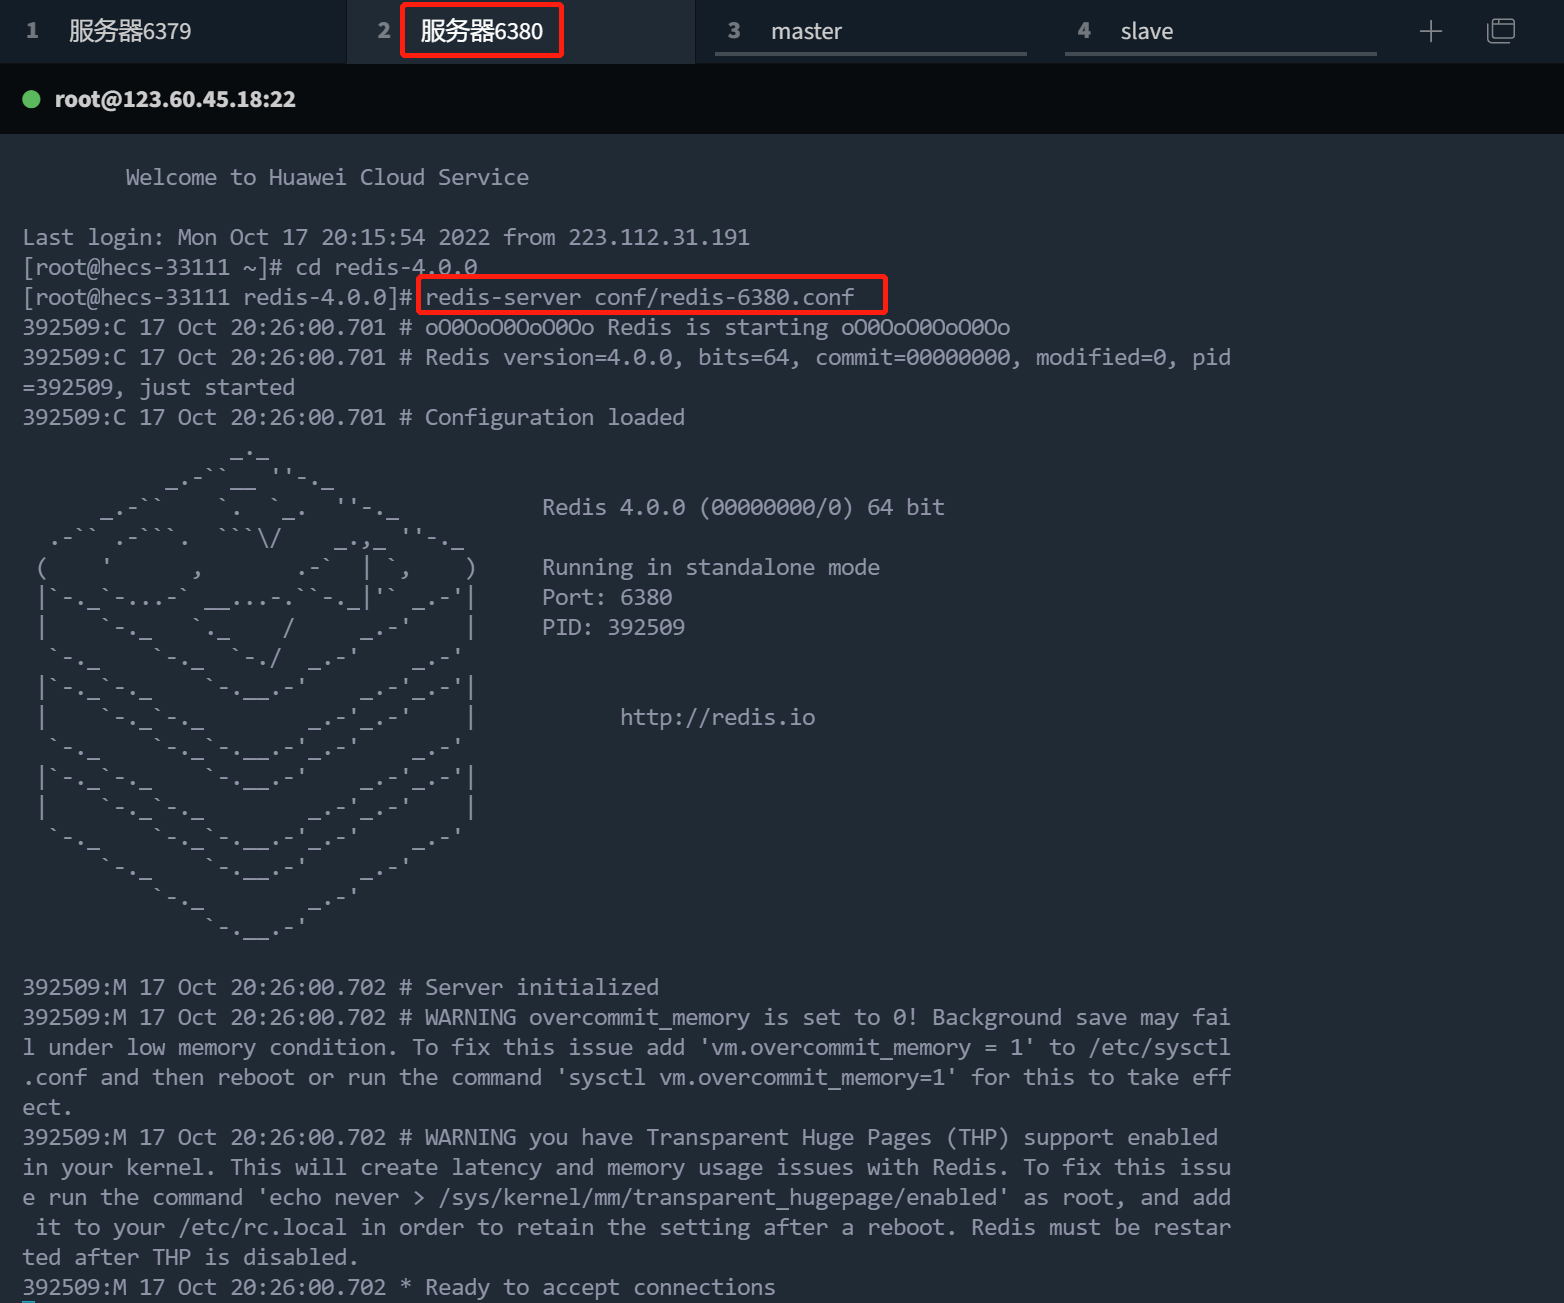 1 服务器6379 2 服务器6380 3 master 4 slave
root@123.60.45.18:22
Welcome to Huawei Cloud Service
Last login: Mon Oct 17 20:15:54 2022 from 223.112.31.191
[root@hecs-33111 ~]# cd redis-4.0.0
[root@hecs-33111 redis-4.0.0]# redis-server conf/redis-6380.conf
392509:C 17 Oct 20:26:00.701 # oO0OoO0OoO0Oo Redis is starting oO0OoO0OoO0Oo
392509:C 17 Oct 20:26:00.701 # Redis version=4.0.0, bits=64, commit=00000000, modified=0, pid
=392509, just started
392509:C 17 Oct 20:26:00.701 # Configuration loaded
Redis 4.0.0 (00000000/0) 64 bit
Running in standalone mode
Port: 6380
PID: 392509
http://redis.io
392509:M 17 Oct 20:26:00.702 # Server initialized
392509:M 17 Oct 20:26:00.702 # WARNING overcommit_memory is set to 0! Background save may fai
l under low memory condition. To fix this issue add 'vm.overcommit_memory = 1' to /etc/sysctl
.conf and then reboot or run the command 'sysctl vm.overcommit_memory=1' for this to take eff
ect.
392509:M 17 Oct 20:26:00.702 # WARNING you have Transparent Huge Pages (THP) support enabled
in your kernel. This will create latency and memory usage issues with Redis. To fix this issu
e run the command 'echo never > /sys/kernel/mm/transparent_hugepage/enabled' as root, and add
it to your /etc/rc.local in order to retain the setting after a reboot. Redis must be restar
ted after THP is disabled.
392509:M 17 Oct 20:26:00.702 * Ready to accept connections